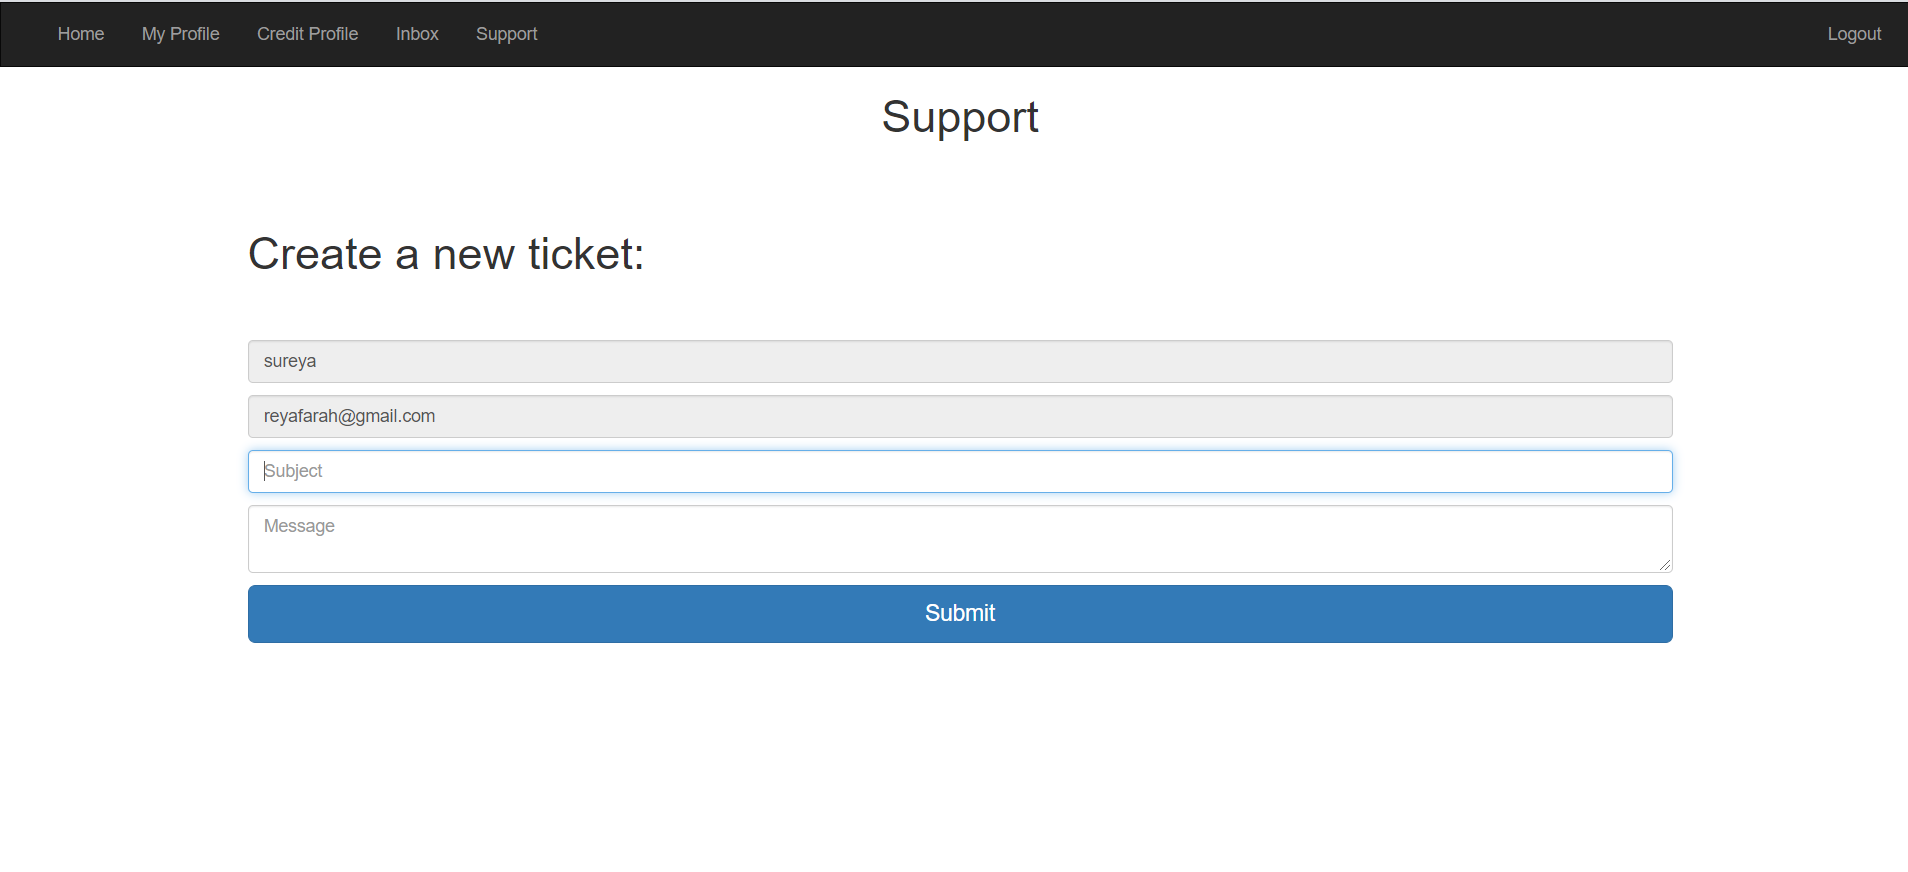 Home My Profile Credit Profile Inbox Support Logout
Support
Create a new ticket:
sureya
reyafarah@gmail.com
Subject
Message
Submit